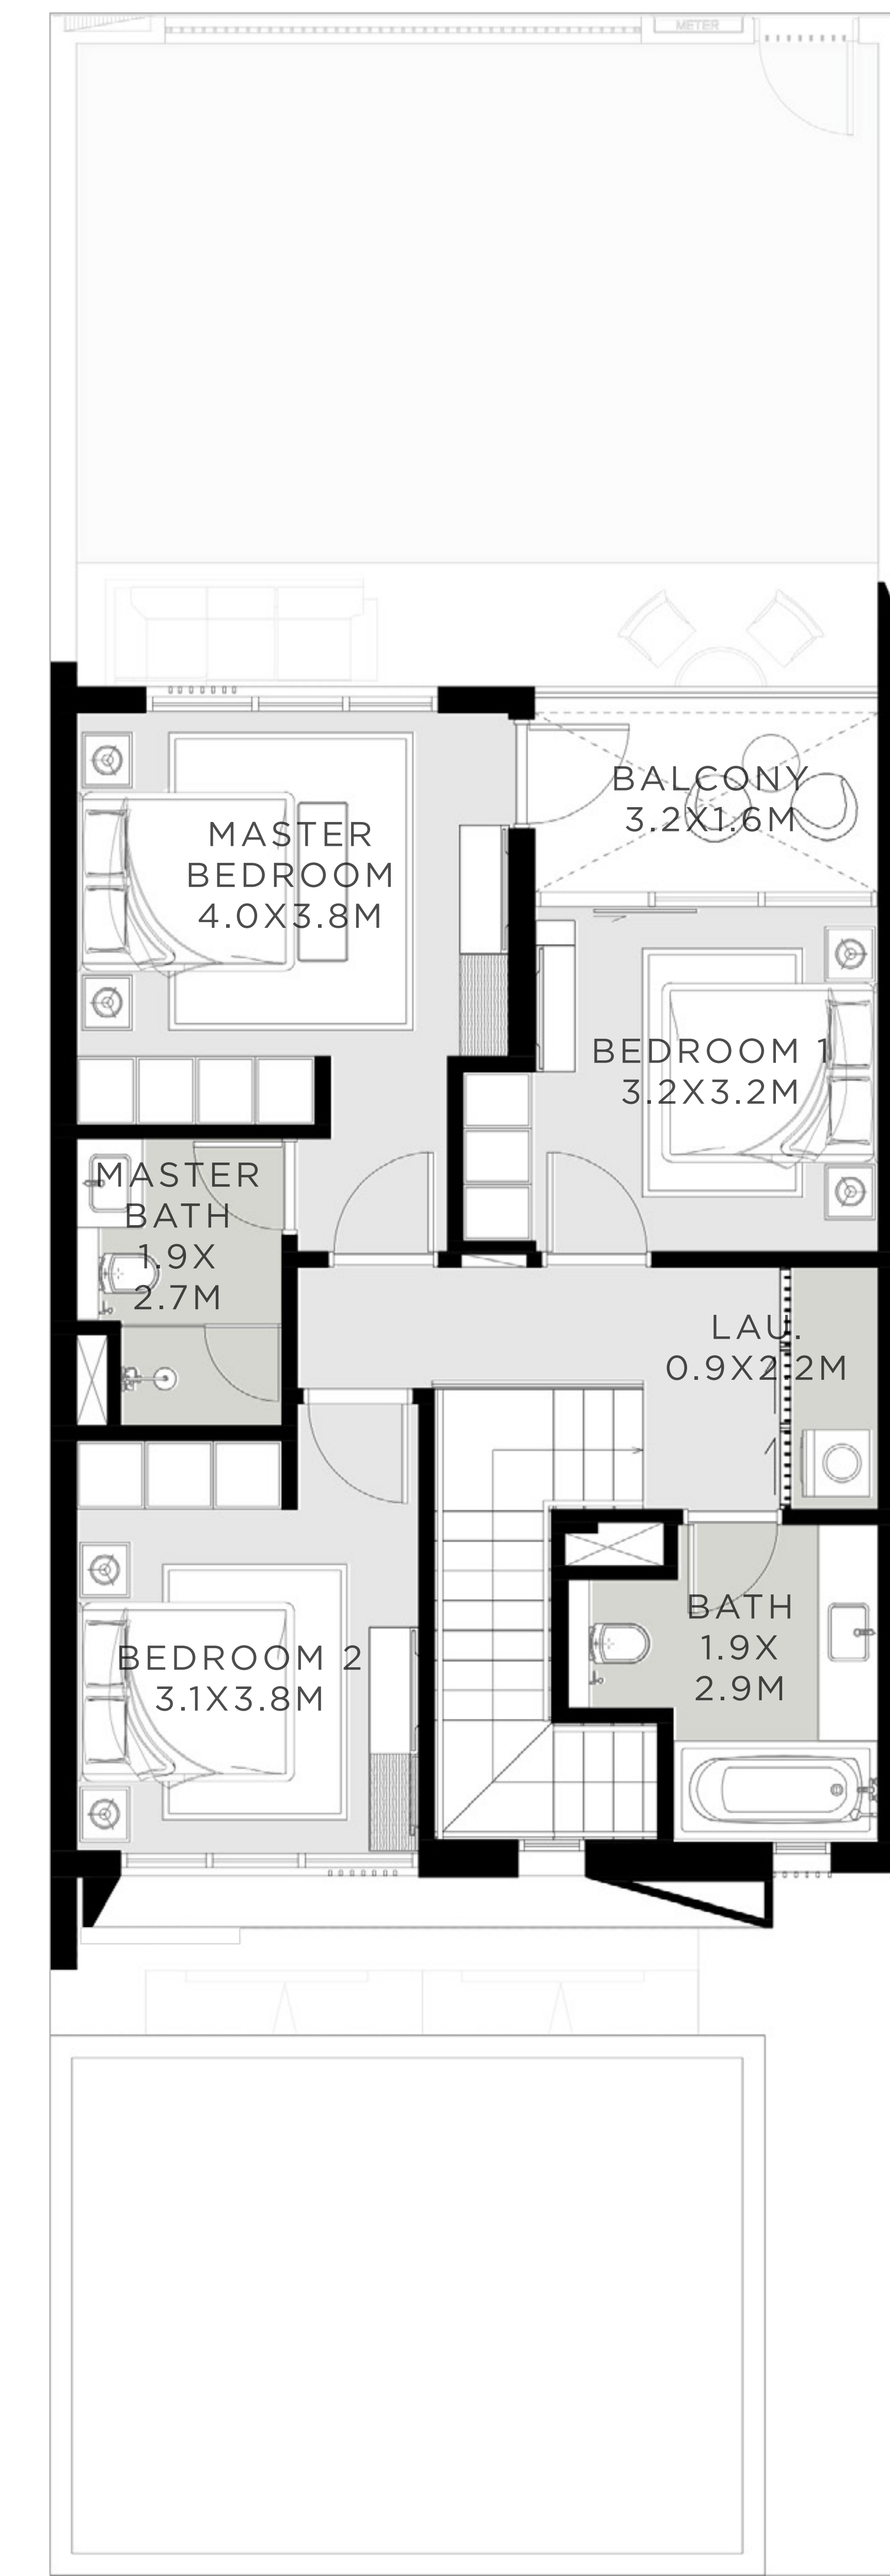 METER
BALCONY
3.2X1.6M
MASTER
BEDROOM
4.0X3.8M
BEDROOM 1
3.2X3.2M
MASTER
BATH
1.9X
2.7M
LAU.
0.9X2.2M
BATH
1.9X
2.9M
BEDROOM 2
3.1X3.8M